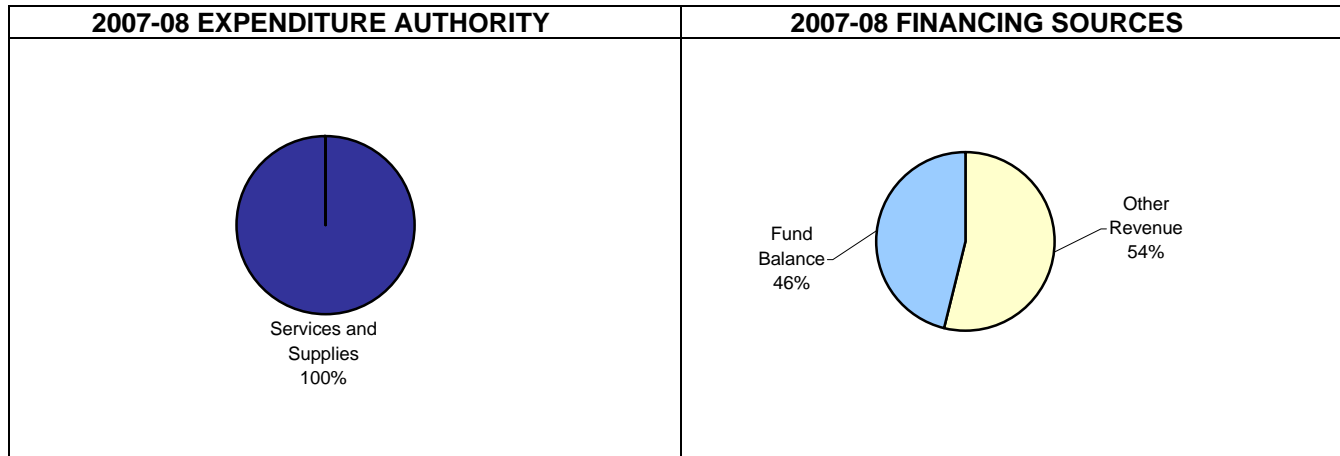 2007-08 EXPENDITURE AUTHORITY
2007-08 FINANCING SOURCES
Services and
Supplies
100%
Fund
Balance
46%
Other
Revenue
54%